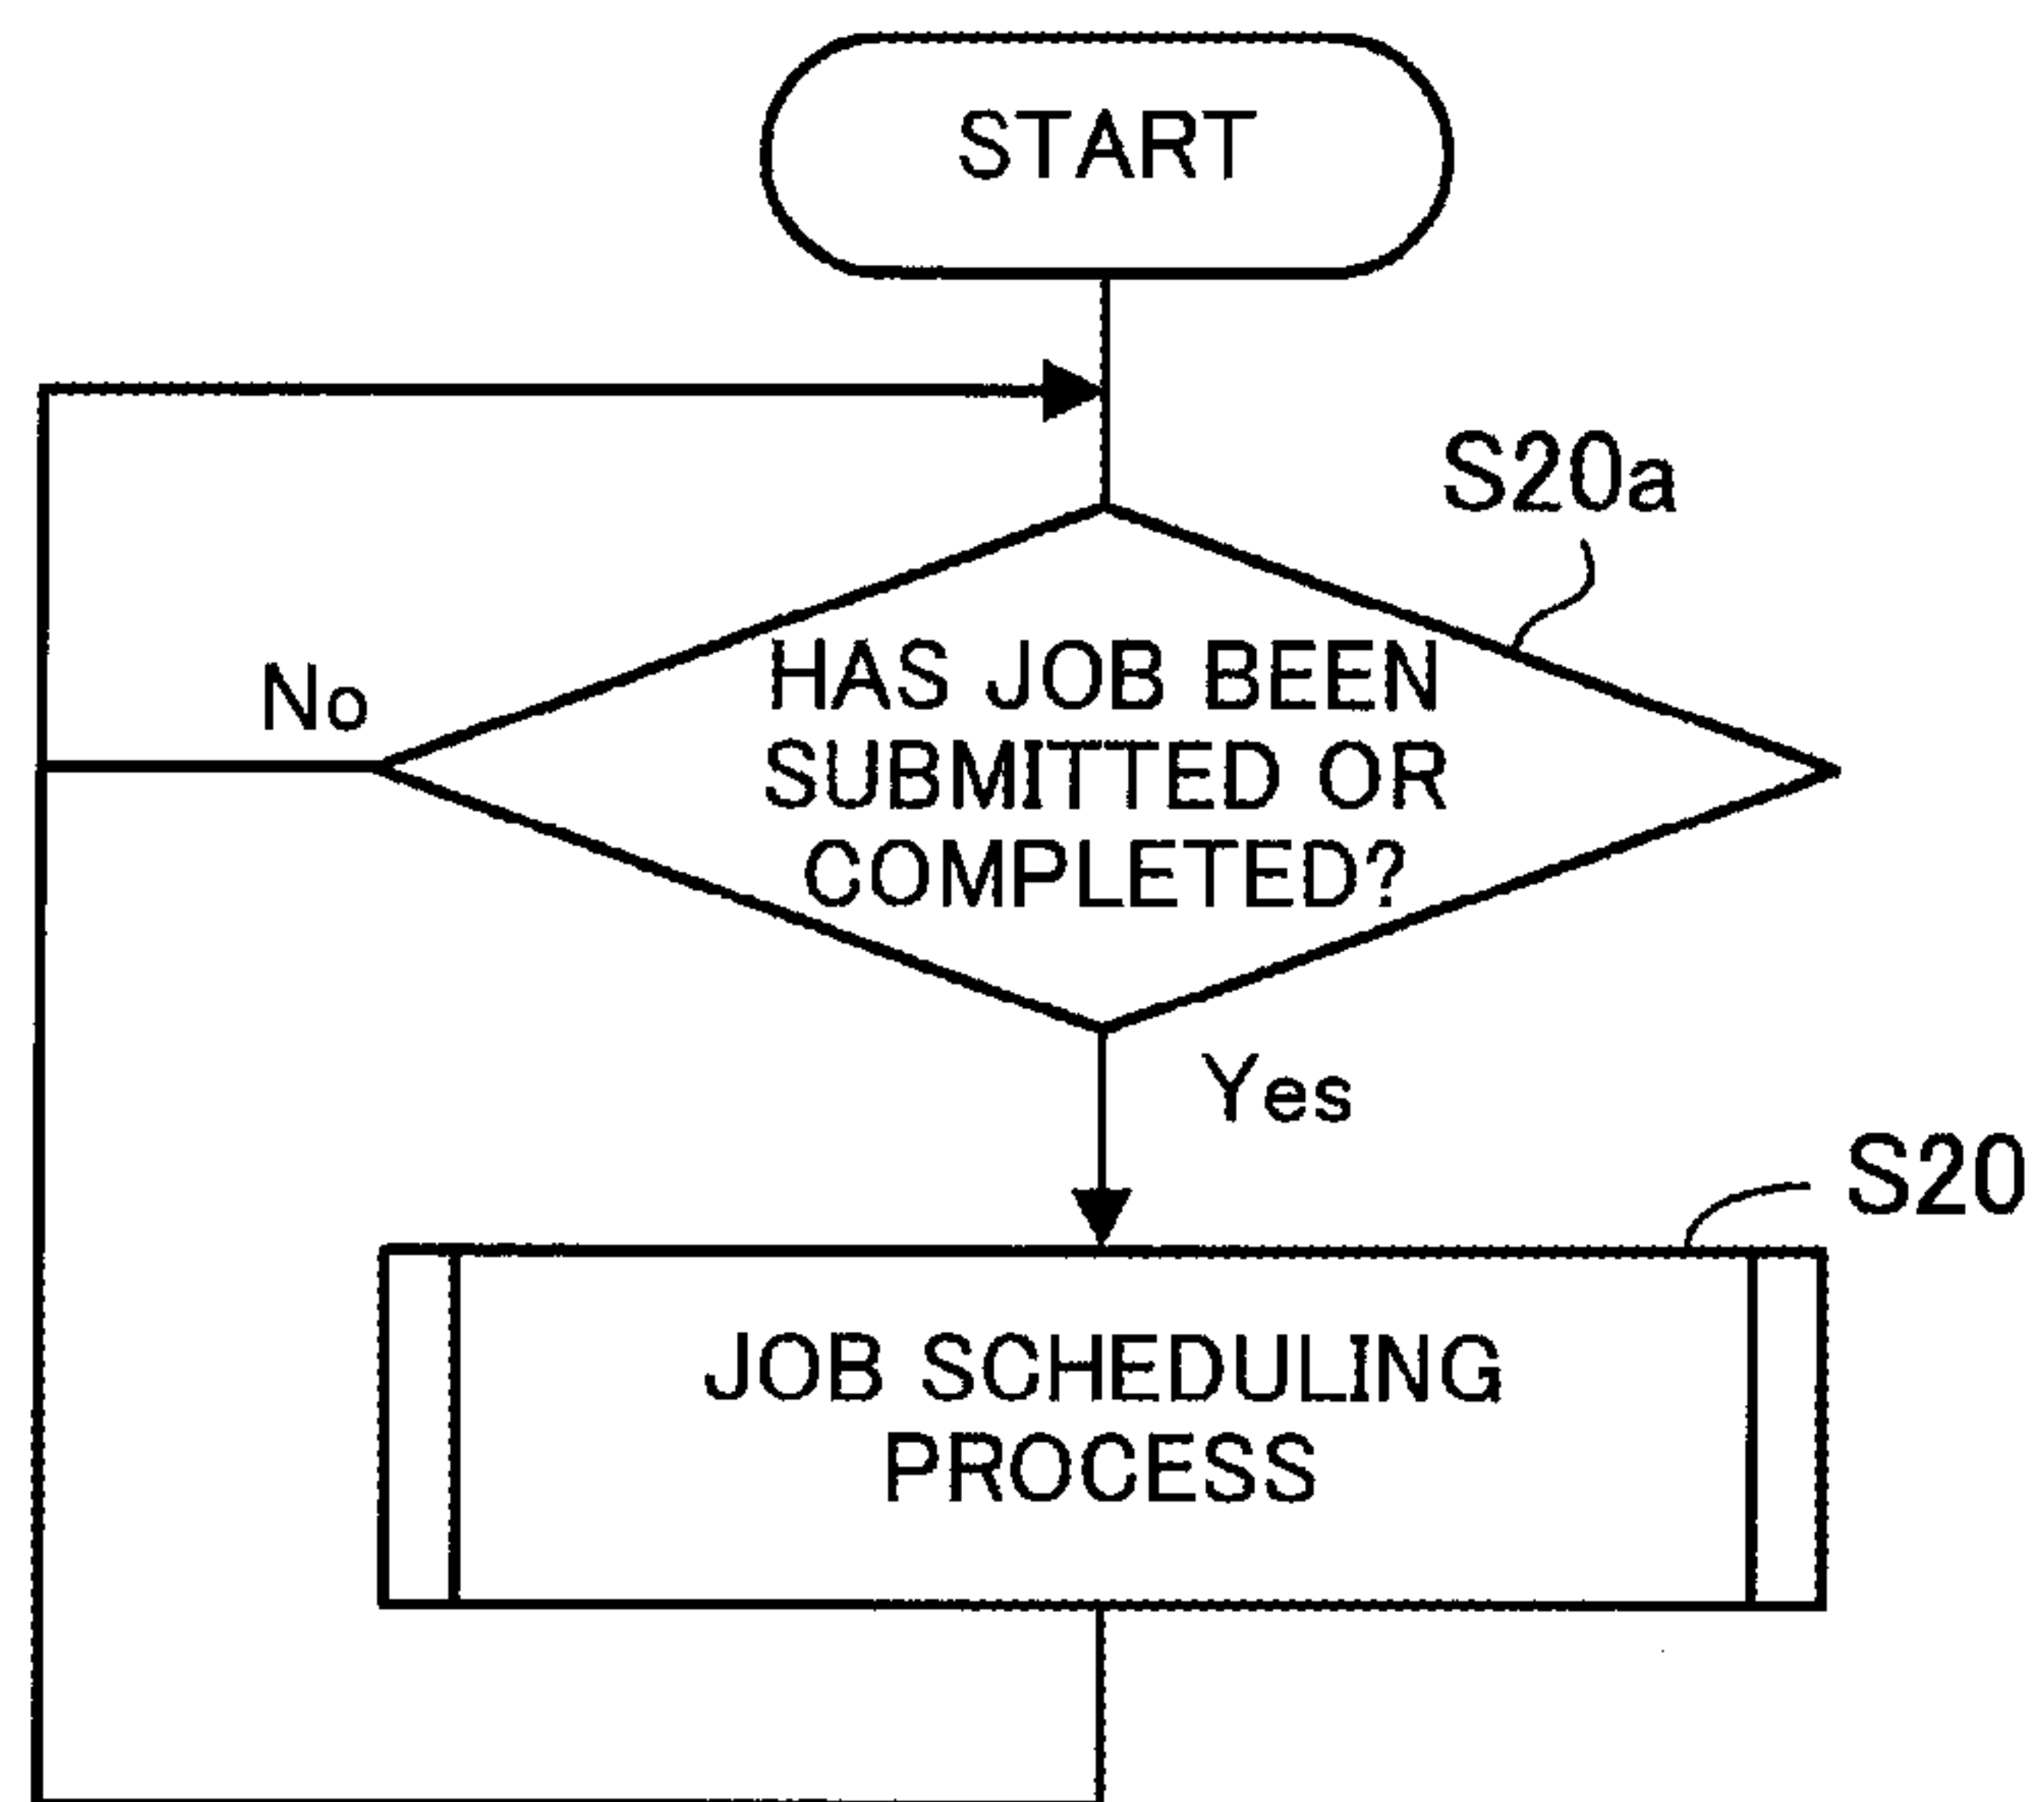 START
S20a
No
HAS JOB BEEN
SUBMITTED OR
COMPLETED?
Yes
S20
JOB SCHEDULING
PROCESS